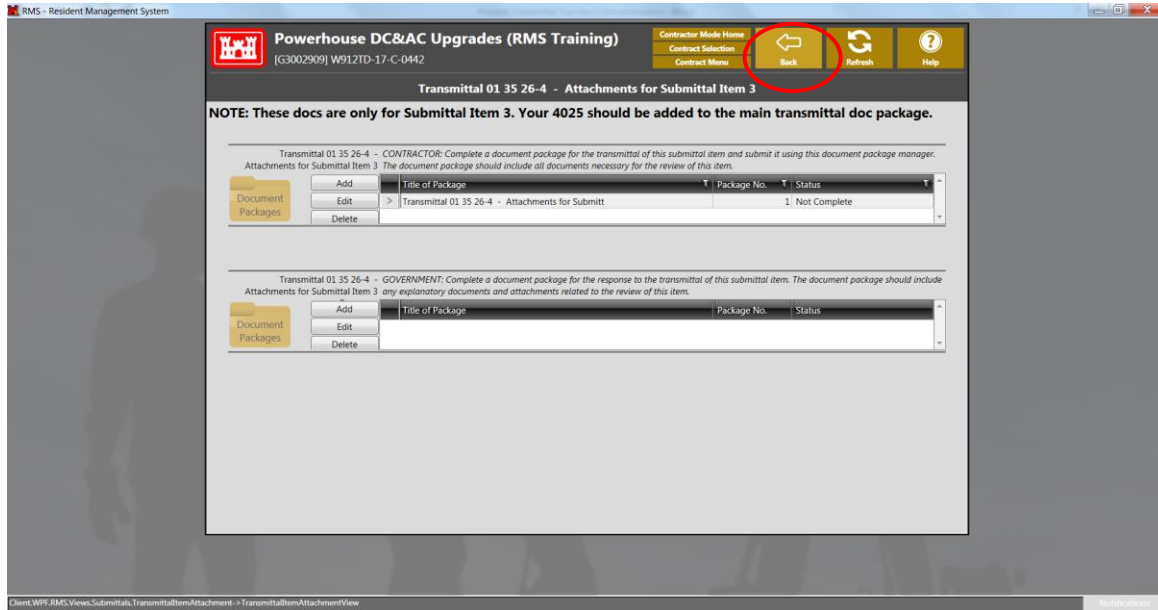 RMS - Resident Management System
Powerhouse DC&AC Upgrades (RMS Training)
[G3002909] W912TD-17-C-0442
Contractor Mode Home
Contract Selection
Contract Menu
Back
Refresh
Help
Transmittal 01 35 26-4 - Attachments for Submittal Item 3
NOTE: These docs are only for Submittal Item 3. Your 4025 should be added to the main transmittal doc package.
Transmittal 01 35 26-4 - Attachments for Submittal Item 3
CONTRACTOR: Complete a document package for the transmittal of this submittal item and submit it using this document package manager.
The document package should include all documents necessary for the review of this item.
Document Packages
Add
Edit
Delete
Title of Package Package No. Status
> Transmittal 01 35 26-4 - Attachments for Submitt 1 Not Complete
Transmittal 01 35 26-4 - Attachments for Submittal Item 3
GOVERNMENT: Complete a document package for the response to the transmittal of this submittal item. The document package should include
any explanatory documents and attachments related to the review of this item.
Document Packages
Add
Edit
Delete
Title of Package Package No. Status
Client.WPF.RMS.Views.Submittals.TransmittalItemAttachment->TransmittalItemAttachmentView
Notifications